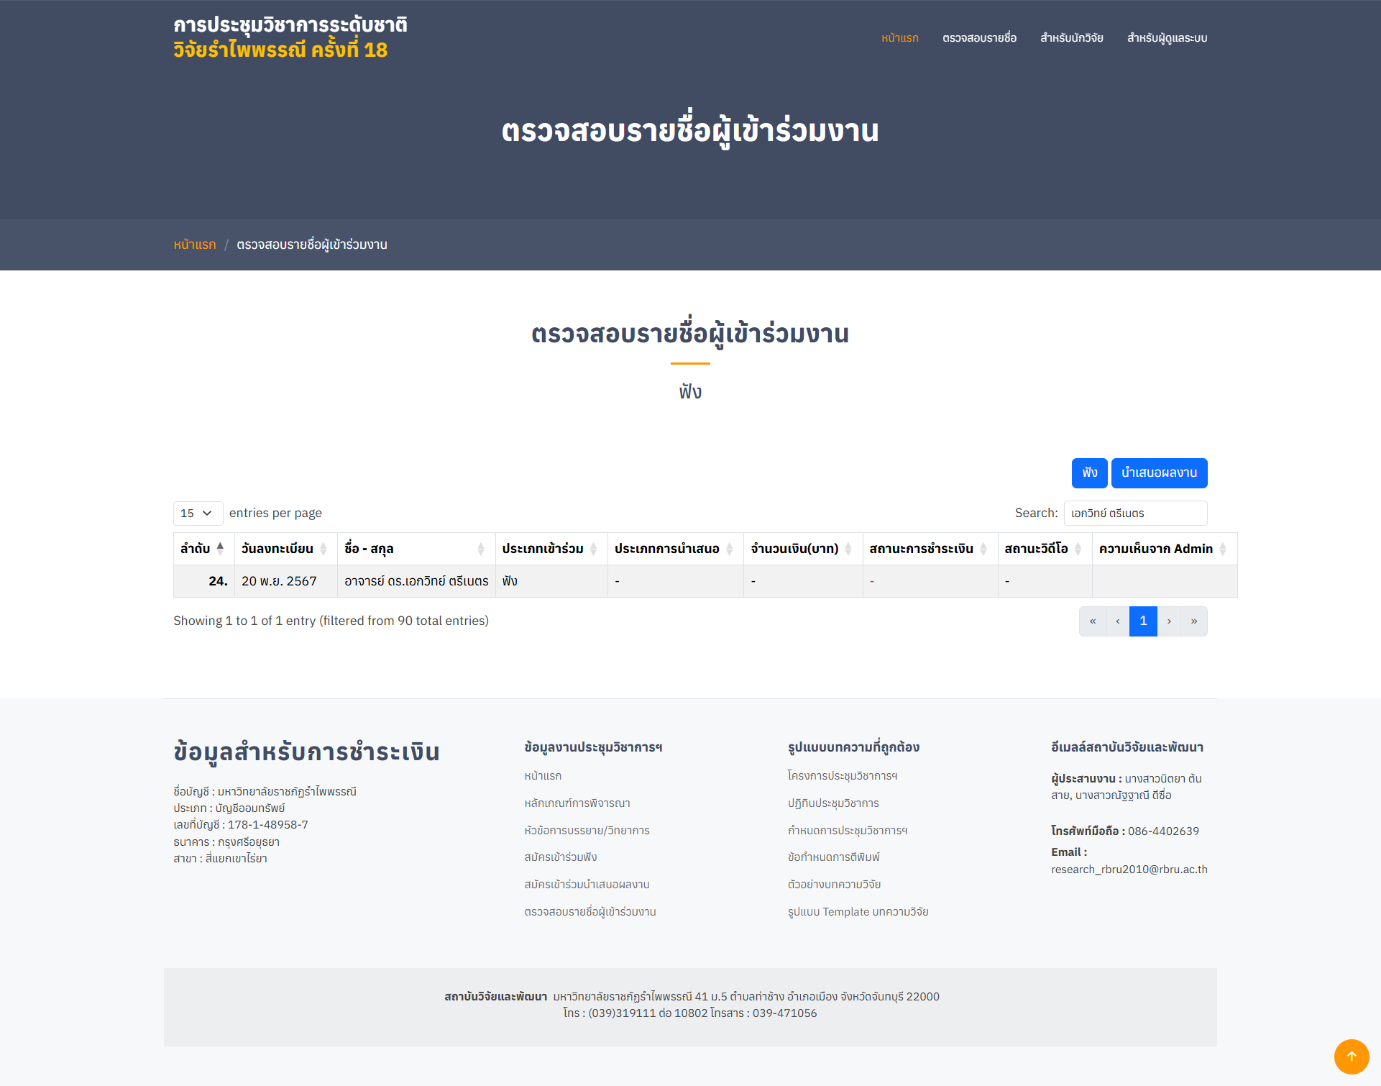 การประชุมวิชาการระดับชาติ
วิจัยรำไพพรรณี ครั้งที่ 18
หน้าแรก ตรวจสอบรายชื่อ สำหรับนักวิจัย สำหรับผู้ดูแลระบบ
ตรวจสอบรายชื่อผู้เข้าร่วมงาน
หน้าแรก / ตรวจสอบรายชื่อผู้เข้าร่วมงาน
ตรวจสอบรายชื่อผู้เข้าร่วมงาน
ฟัง
ฟัง นำเสนอผลงาน
15 entries per page Search: เอกวิทย์ ตรีเนตร
ลำดับ วันลงทะเบียน ชื่อ - สกุล ประเภทเข้าร่วม ประเภทการนำเสนอ จำนวนเงิน(บาท) สถานะการชำระเงิน สถานะวิดีโอ ความเห็นจาก Admin
24. 20 พ.ย. 2567 อาจารย์ ดร.เอกวิทย์ ตรีเนตร ฟัง - - - -
Showing 1 to 1 of 1 entry (filtered from 90 total entries) « ‹ 1 › »
ข้อมูลสำหรับการชำระเงิน
ชื่อบัญชี : มหาวิทยาลัยราชภัฏรำไพพรรณี
ประเภท : บัญชีออมทรัพย์
เลขที่บัญชี : 178-1-48958-7
ธนาคาร : กรุงศรีอยุธยา
สาขา : สี่แยกเขาไร่ยา
ข้อมูลงานประชุมวิชาการฯ
หน้าแรก
หลักเกณฑ์การพิจารณา
หัวข้อการบรรยาย/วิทยาการ
สมัครเข้าร่วมฟัง
สมัครเข้าร่วมนำเสนอผลงาน
ตรวจสอบรายชื่อผู้เข้าร่วมงาน
รูปแบบบทความที่ถูกต้อง
โครงการประชุมวิชาการฯ
ปฏิทินประชุมวิชาการ
กำหนดการประชุมวิชาการฯ
ข้อกำหนดการตีพิมพ์
ตัวอย่างบทความวิจัย
รูปแบบ Template บทความวิจัย
อีเมลล์สถาบันวิจัยและพัฒนา
ผู้ประสานงาน : นางสาวนิตยา ต้น
สาย, นางสาวณัฐฐาณี ดีซื่อ
โทรศัพท์มือถือ : 086-4402639
Email :
research_rbru2010@rbru.ac.th
สถาบันวิจัยและพัฒนา มหาวิทยาลัยราชภัฏรำไพพรรณี 41 ม.5 ตำบลท่าช้าง อำเภอเมือง จังหวัดจันทบุรี 22000
โทร : (039)319111 ต่อ 10802 โทรสาร : 039-471056